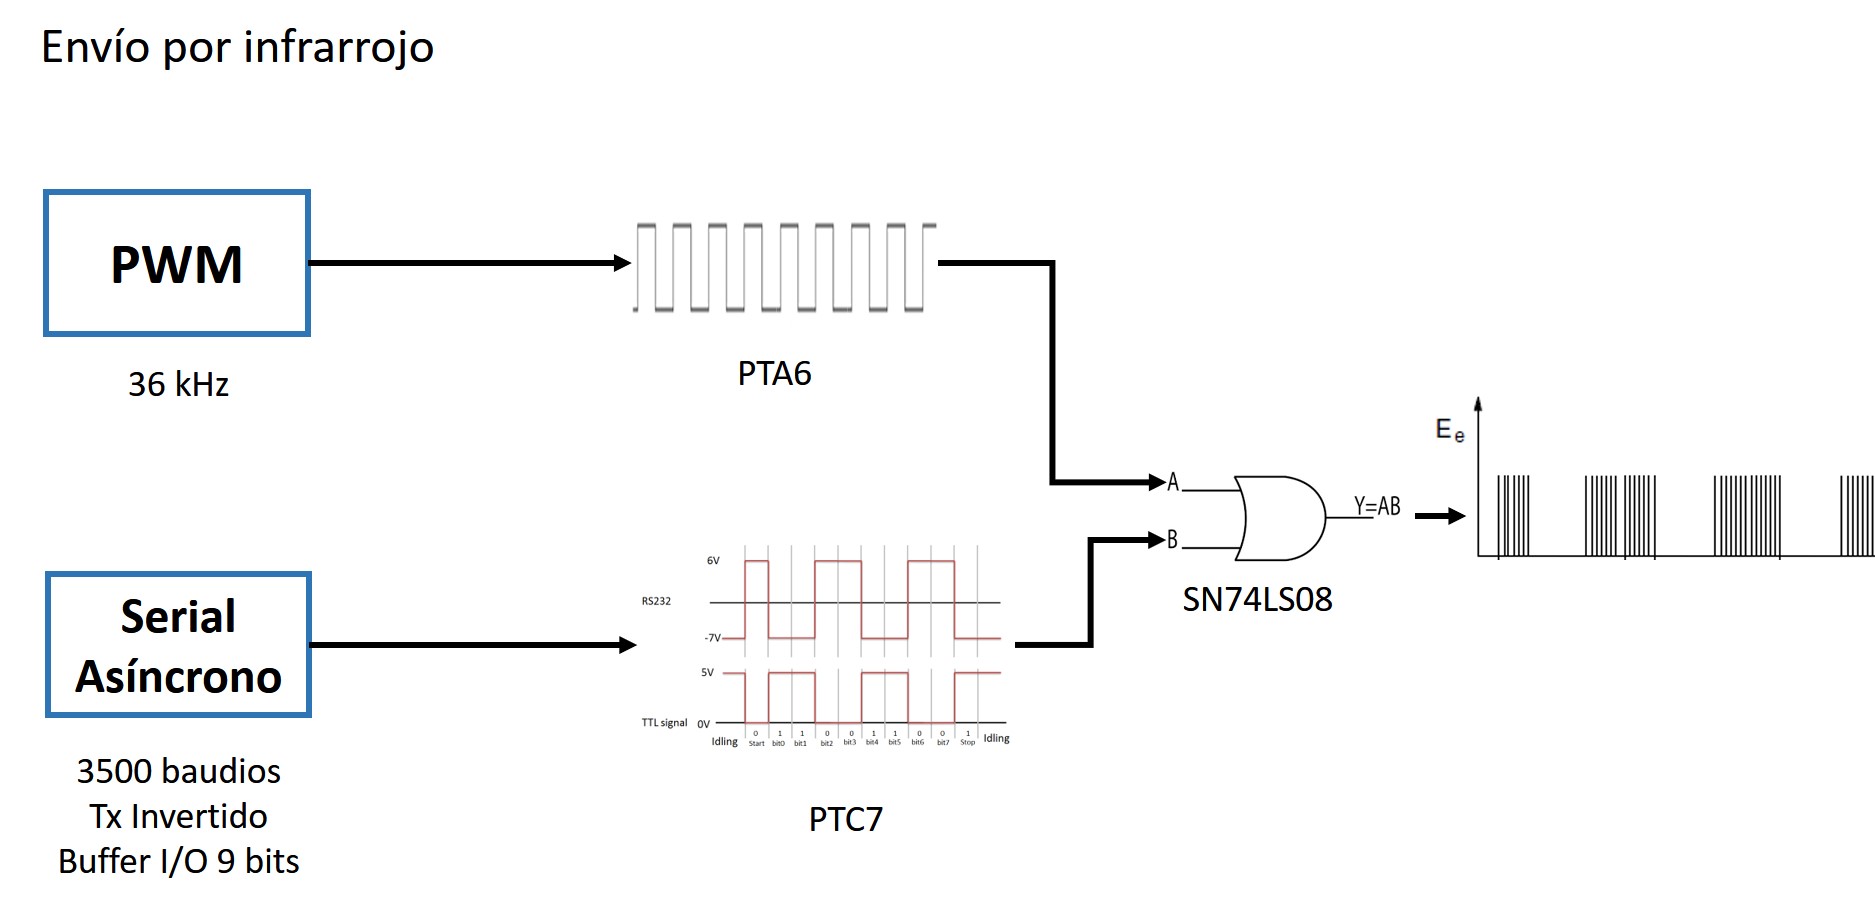 Envío por infrarrojo
PWM
36 kHz
PTA6
Serial
Asíncrono
3500 baudios
Tx Invertido
Buffer I/O 9 bits
6V
RS232
-7V
5V
TTL signal 0V
0 1 1 0 0 1 1 0 0 1
Idling Start bit0 bit1 bit2 bit3 bit4 bit5 bit6 bit7 Stop Idling
PTC7
A
B
Y=AB
SN74LS08
Ee